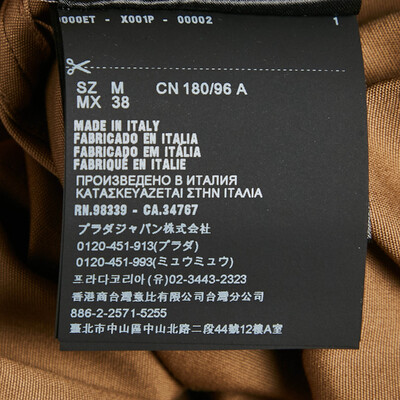 0000ET - X001P - 00002 1
SZ M CN 180/96 A
MX 38
MADE IN ITALY
FABRICADO EN ITALIA
FABRICADO EM ITÁLIA
FABRIQUÉ EN ITALIE
ПРОИЗВЕДЕНО В ИТАЛИЯ
ΚΑΤΑΣΚΕΥΑΖΕΤΑΙ ΣΤΗΝ ΙΤΑΛΙΑ
RN.98339 - CA.34767
プラダジャパン株式会社
0120-451-913(プラダ)
0120-451-993(ミュウミュウ)
프라다코리아(유) 02-3443-2323
香港商台灣意比有限公司台灣分公司
886-2-2571-5255
臺北市中山區中山北路二段44號12樓A室